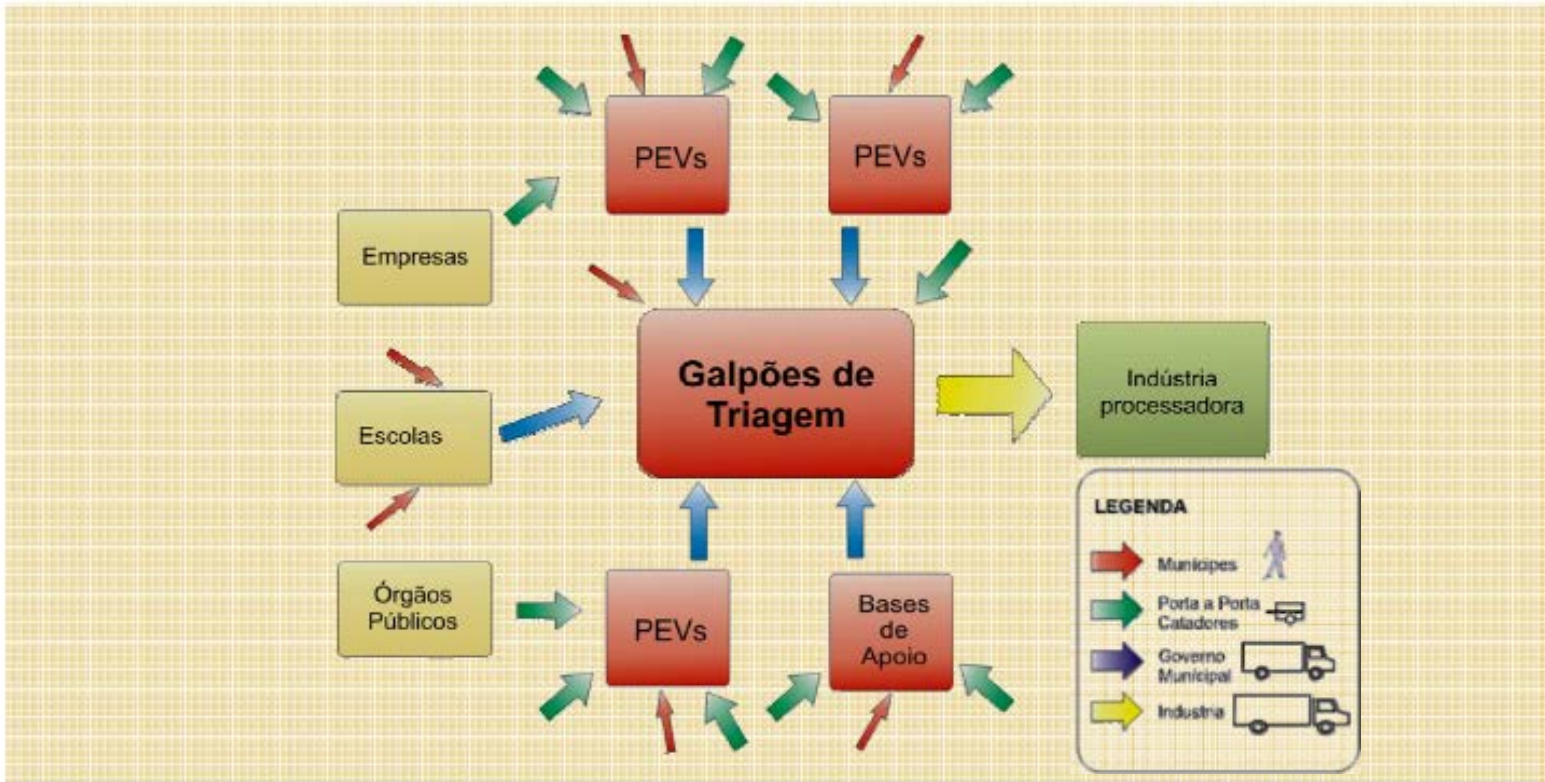 PEVs
PEVs
Empresas
Galpões de
Triagem
Indústria
processadora
Escolas
Órgãos
Públicos
PEVs
Bases
de
Apoio
LEGENDA
Munícipes
Porta a Porta
Catadores
Governo
Municipal
Industria